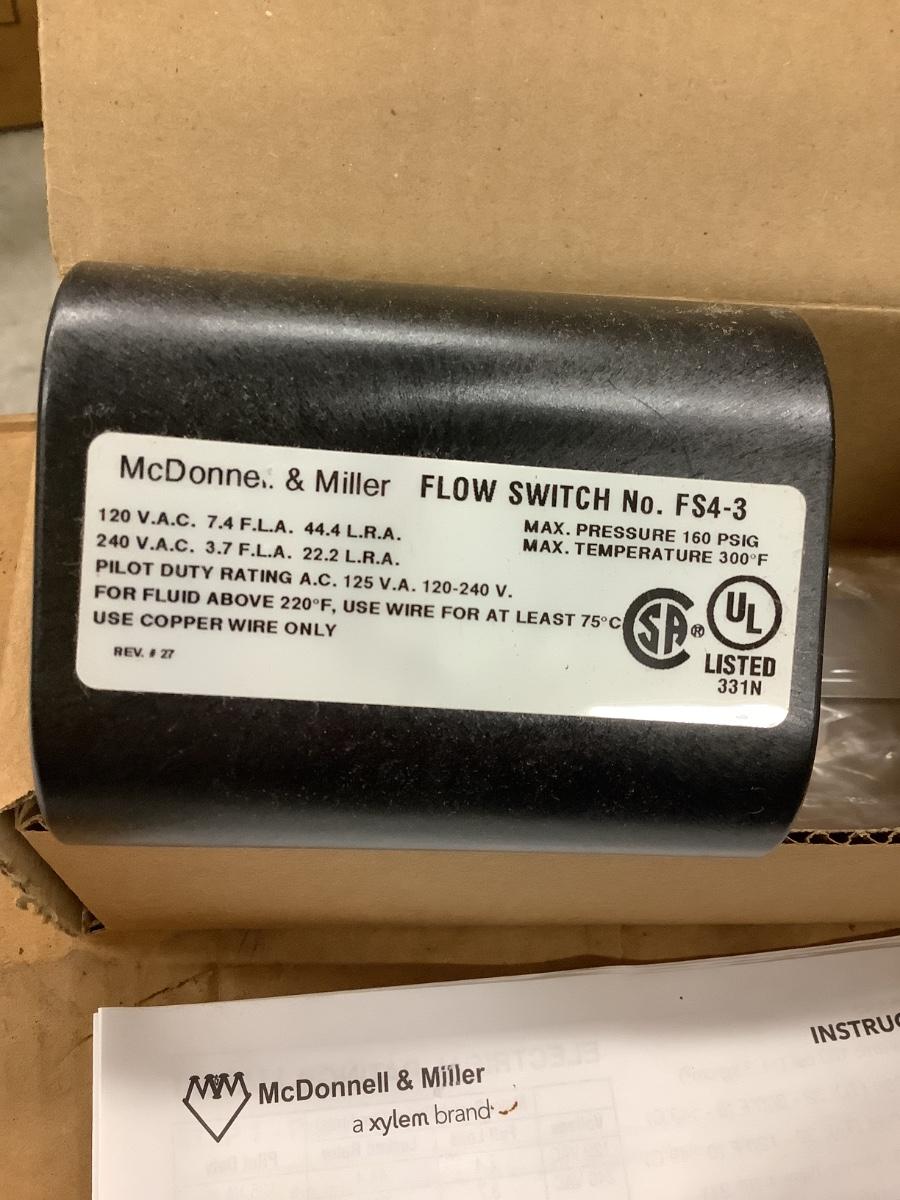 McDonnell & Miller FLOW SWITCH No. FS4-3
120 V.A.C. 7.4 F.L.A. 44.4 L.R.A.
240 V.A.C. 3.7 F.L.A. 22.2 L.R.A.
PILOT DUTY RATING A.C. 125 V.A. 120-240 V.
FOR FLUID ABOVE 220°F, USE WIRE FOR AT LEAST 75°C
USE COPPER WIRE ONLY
REV. # 27
MAX. PRESSURE 160 PSIG
MAX. TEMPERATURE 300°F
SA®
UL
LISTED
331N
INSTRUC
McDonnell & Miller
a xylem brand